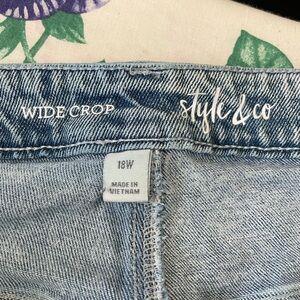 WIDE CROP
style & co
18W
MADE IN
VIETNAM